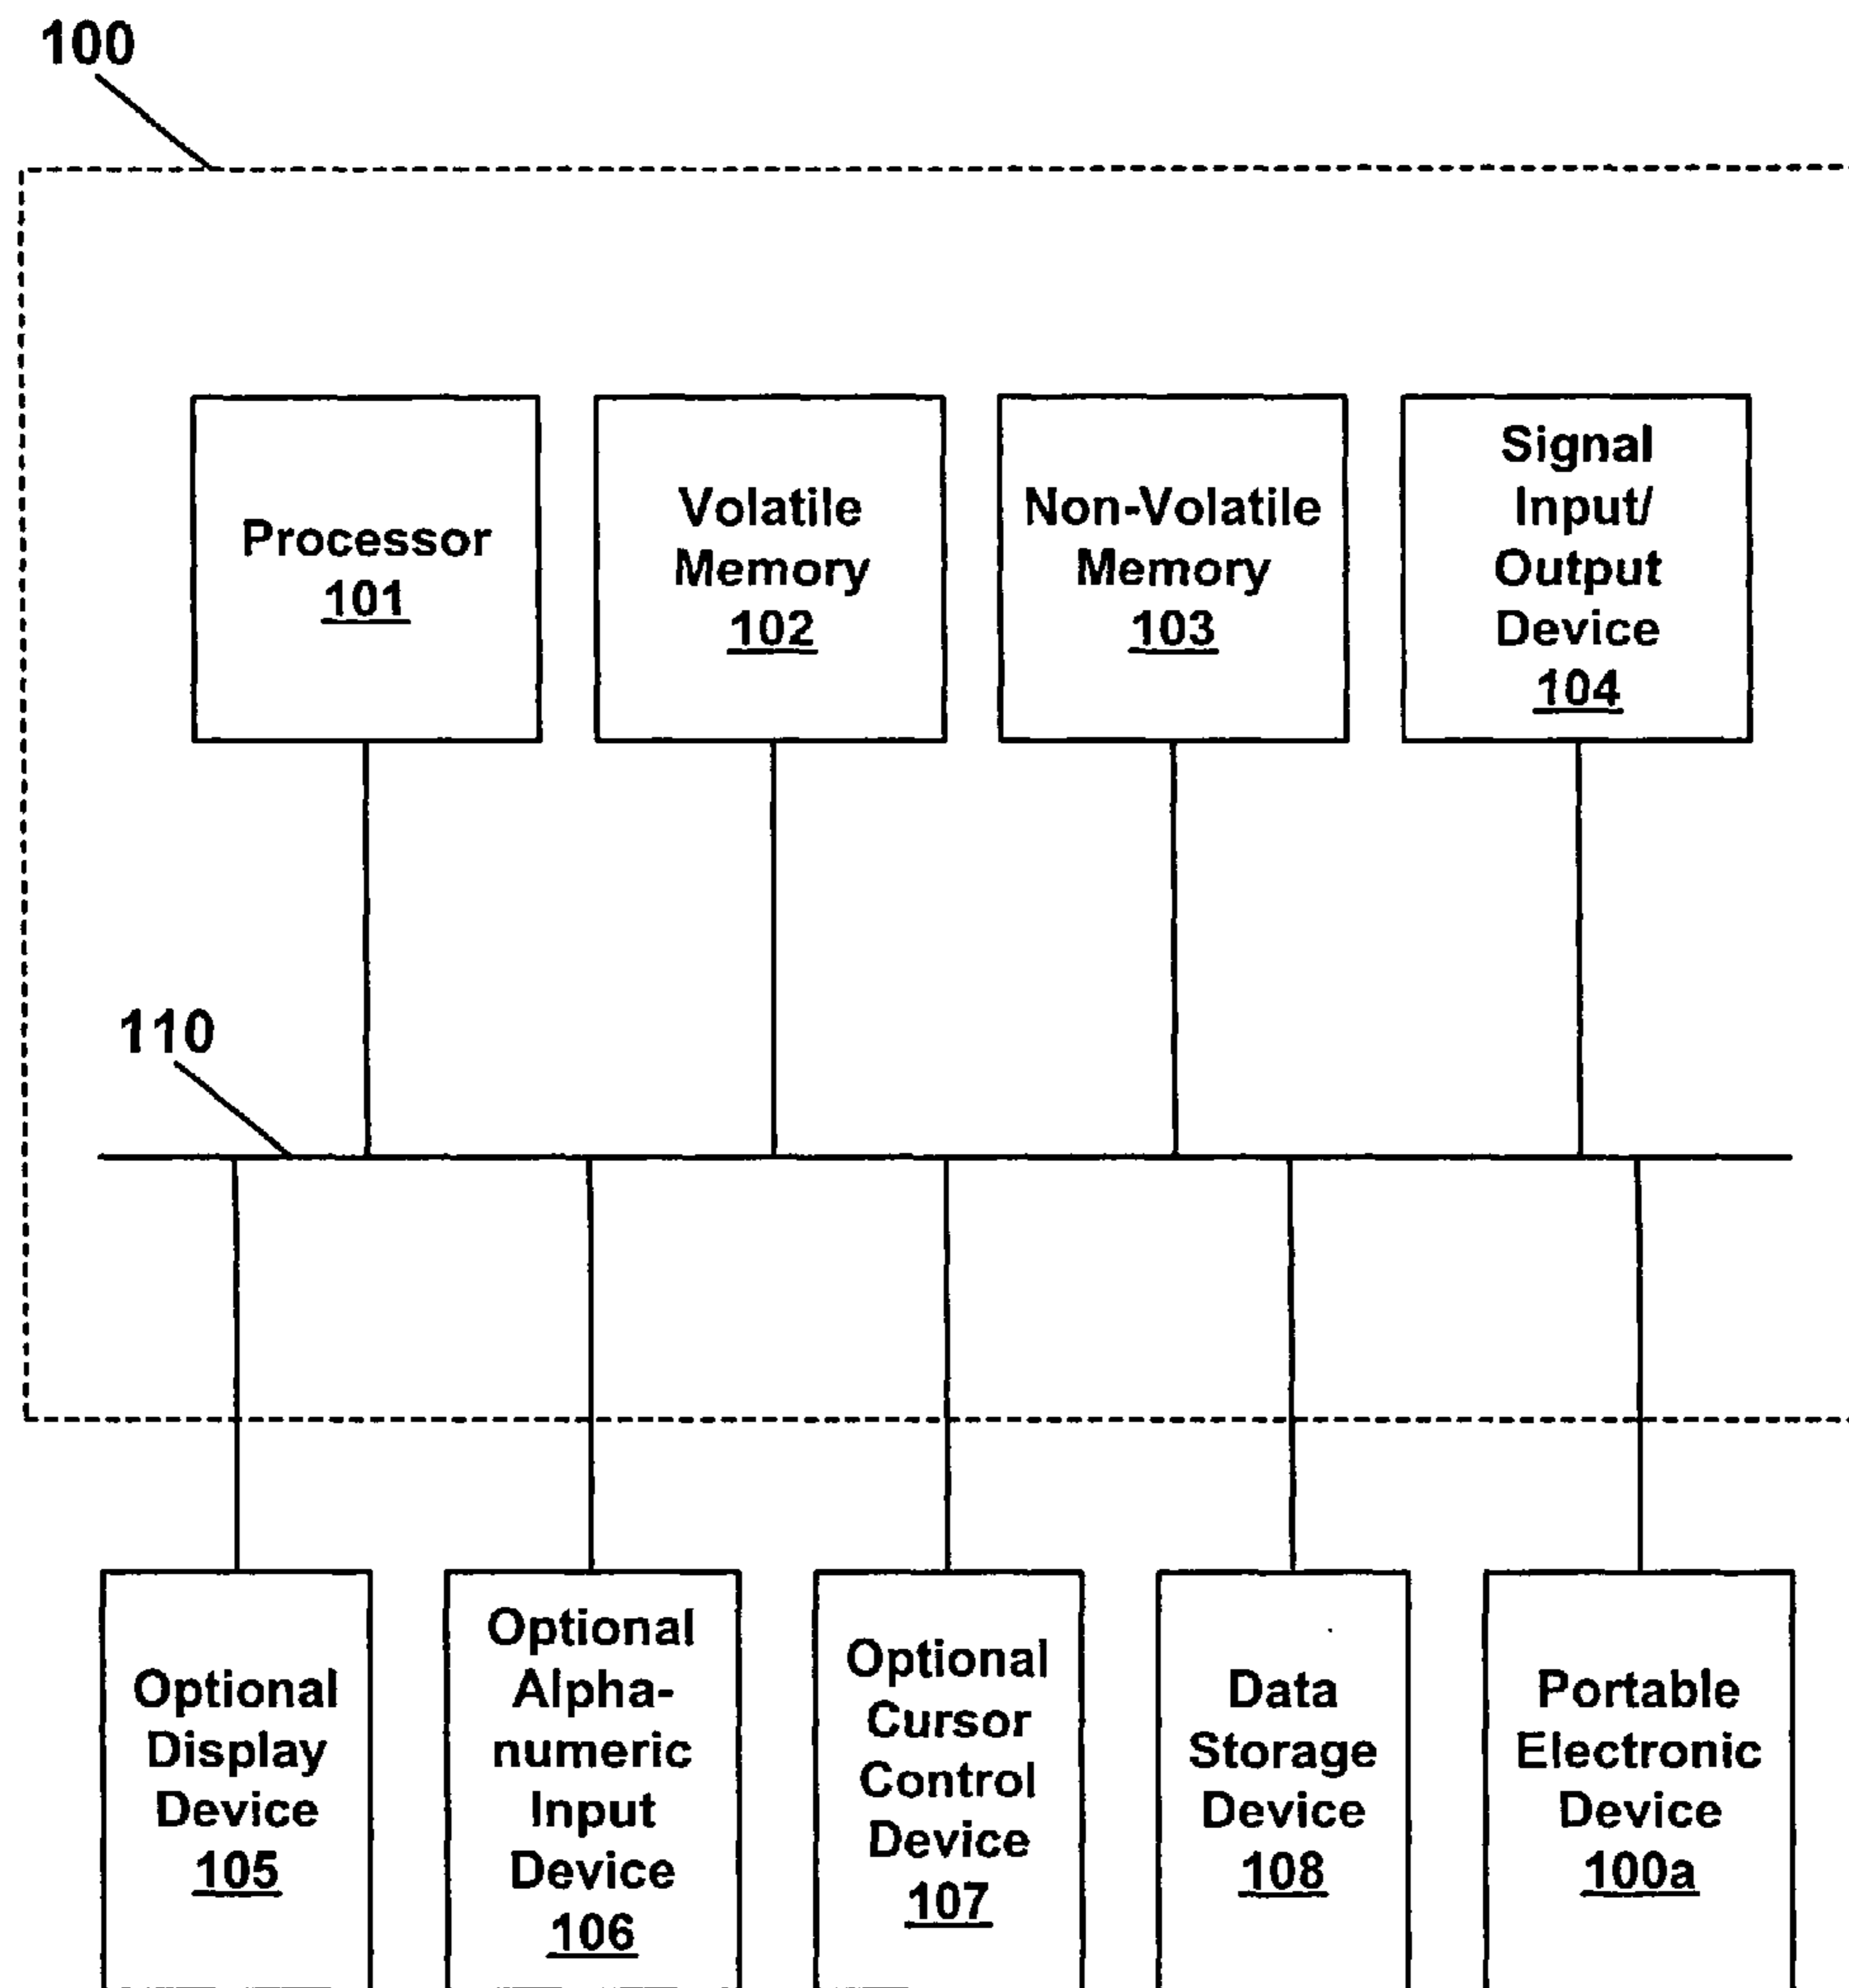 100
Processor
101
Volatile
Memory
102
Non-Volatile
Memory
103
Signal
Input/
Output
Device
104
110
Optional
Display
Device
105
Optional
Alpha-
numeric
Input
Device
106
Optional
Cursor
Control
Device
107
Data
Storage
Device
108
Portable
Electronic
Device
100a